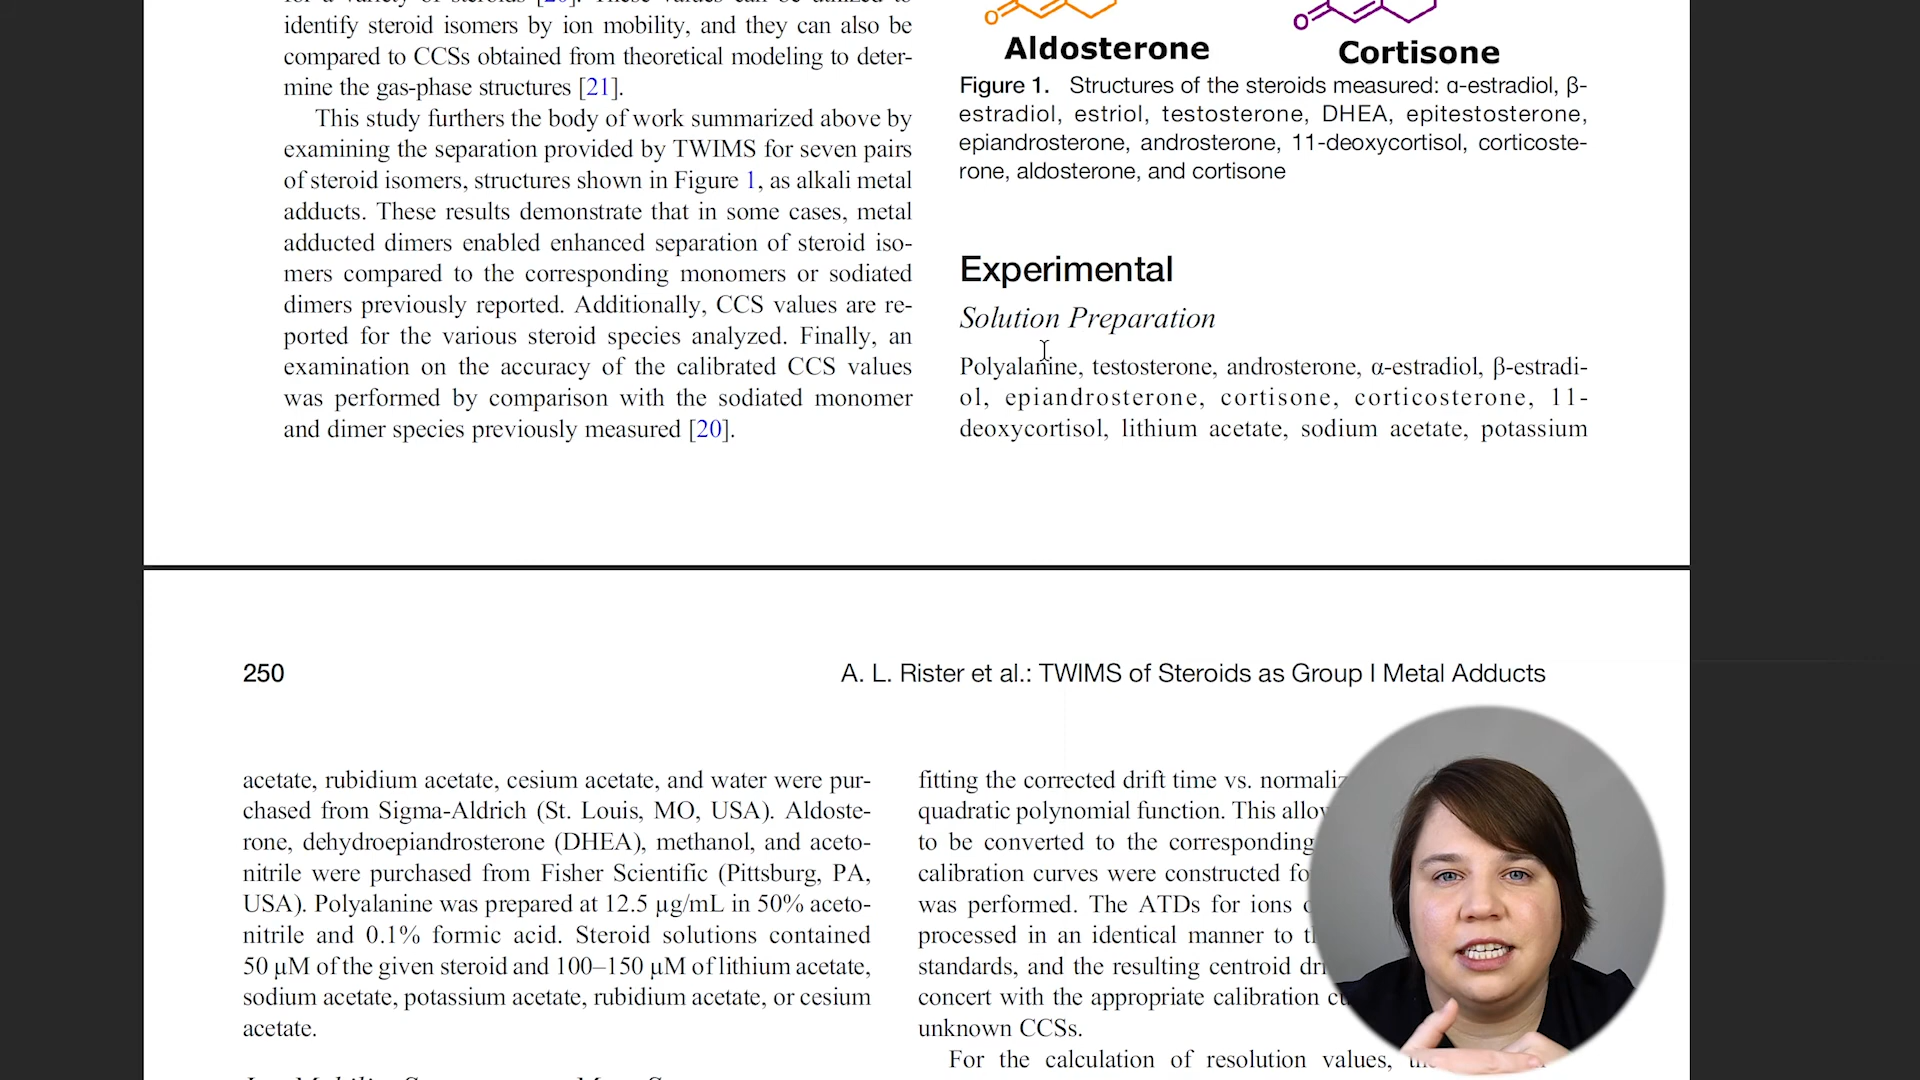 for a variety of steroids [20]. These values can be utilized to
identify steroid isomers by ion mobility, and they can also be
compared to CCSs obtained from theoretical modeling to deter-
mine the gas-phase structures [21].
This study furthers the body of work summarized above by
examining the separation provided by TWIMS for seven pairs
of steroid isomers, structures shown in Figure 1, as alkali metal
adducts. These results demonstrate that in some cases, metal
adducted dimers enabled enhanced separation of steroid iso-
mers compared to the corresponding monomers or sodiated
dimers previously reported. Additionally, CCS values are re-
ported for the various steroid species analyzed. Finally, an
examination on the accuracy of the calibrated CCS values
was performed by comparison with the sodiated monomer
and dimer species previously measured [20].
O
O
Aldosterone
Cortisone
Figure 1. Structures of the steroids measured: α-estradiol, β-
estradiol, estriol, testosterone, DHEA, epitestosterone,
epiandrosterone, androsterone, 11-deoxycortisol, corticoste-
rone, aldosterone, and cortisone
Experimental
Solution Preparation
Polyalanine, testosterone, androsterone, α-estradiol, β-estradi-
ol, epiandrosterone, cortisone, corticosterone, 11-
deoxycortisol, lithium acetate, sodium acetate, potassium
250
A. L. Rister et al.: TWIMS of Steroids as Group I Metal Adducts
acetate, rubidium acetate, cesium acetate, and water were pur-
chased from Sigma-Aldrich (St. Louis, MO, USA). Aldoste-
rone, dehydroepiandrosterone (DHEA), methanol, and aceto-
nitrile were purchased from Fisher Scientific (Pittsburg, PA,
USA). Polyalanine was prepared at 12.5 μg/mL in 50% aceto-
nitrile and 0.1% formic acid. Steroid solutions contained
50 μM of the given steroid and 100–150 μM of lithium acetate,
sodium acetate, potassium acetate, rubidium acetate, or cesium
acetate.
fitting the corrected drift time vs.
quadratic polynomial function. This
to be converted to the corresponding
calibration curves were constructed
was performed. The ATDs for ions
processed in an identical manner to
standards, and the resulting centroid
concert with the appropriate calibration
unknown CCSs.
For the calculation of resolution values,